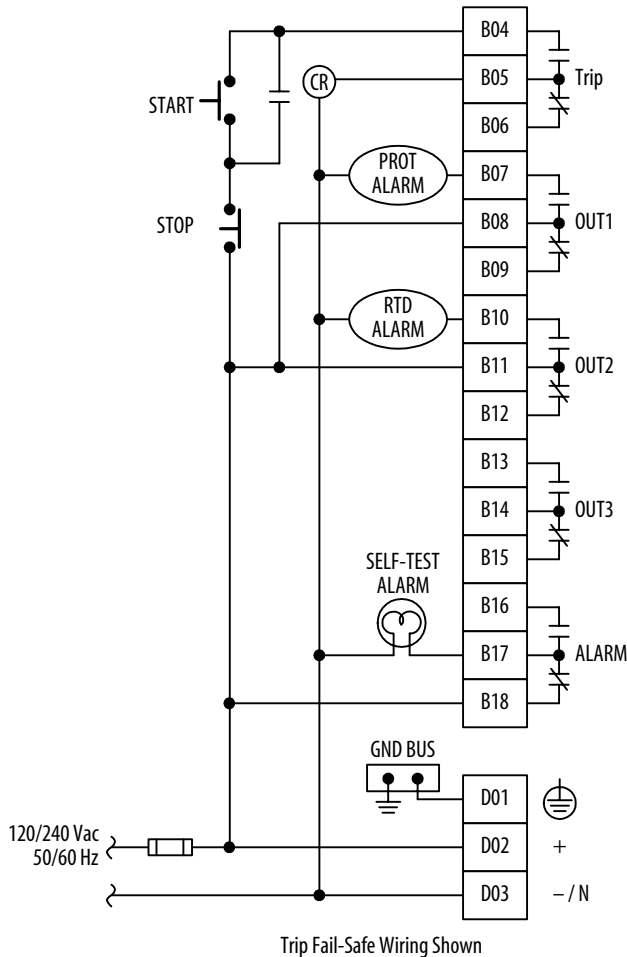 B04
CR
B05
Trip
START
B06
PROT
ALARM
B07
STOP
B08
OUT1
B09
RTD
ALARM
B10
B11
OUT2
B12
B13
B14
OUT3
B15
SELF-TEST
ALARM
B16
B17
ALARM
B18
GND BUS
D01
120/240 Vac
50/60 Hz
D02
+
D03
– / N
Trip Fail-Safe Wiring Shown